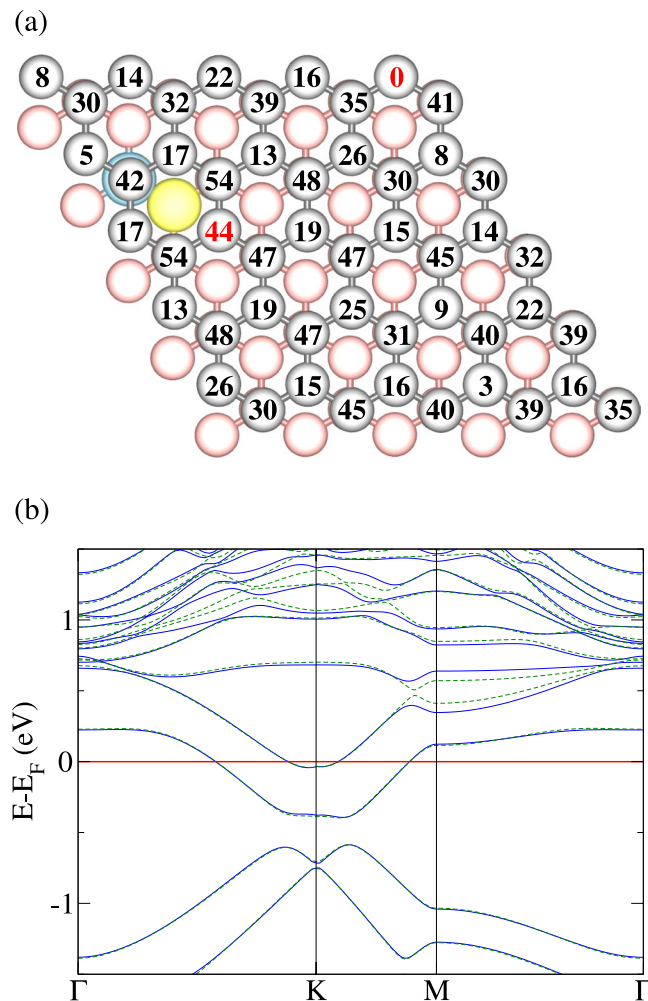 (a)
8 14 22 16 0
30 32 39 35 41
5 17 13 26 8
42 54 48 30 30
17 44 19 15 14
54 47 47 45 32
13 19 25 9 22
48 47 31 40 39
26 15 16 3 16
30 45 40 39 35
(b)
1
0
-1
E-E_F (eV)
Γ K M Γ